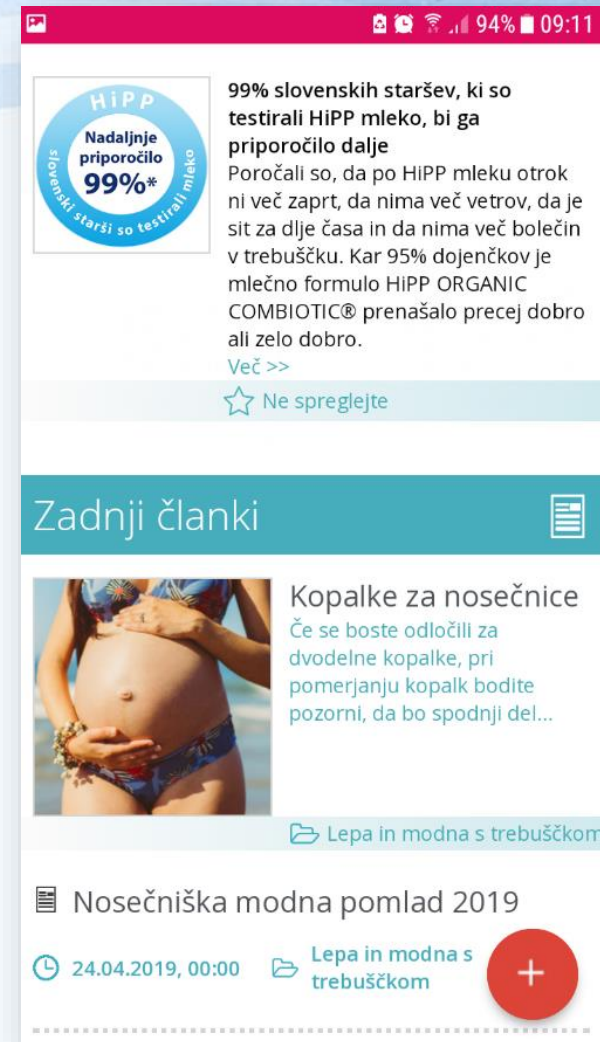 94% 09:11
HiPP
Nadaljnje
priporočilo
99%*
slovenski starši so testirali mleko
99% slovenskih staršev, ki so
testirali HiPP mleko, bi ga
priporočilo dalje
Poročali so, da po HiPP mleku otrok
ni več zaprt, da nima več vetrov, da je
sit za dlje časa in da nima več bolečin
v trebuščku. Kar 95% dojenčkov je
mlečno formulo HiPP ORGANIC
COMBIOTIC® prenašalo precej dobro
ali zelo dobro.
Več >>
Ne spreglejte
Zadnji članki
Kopalke za nosečnice
Če se boste odločili za
dvodelne kopalke, pri
pomerjanju kopalk bodite
pozorni, da bo spodnji del...
Lepa in modna s trebuščkom
Nosečniška modna pomlad 2019
24.04.2019, 00:00
Lepa in modna s
trebuščkom
+